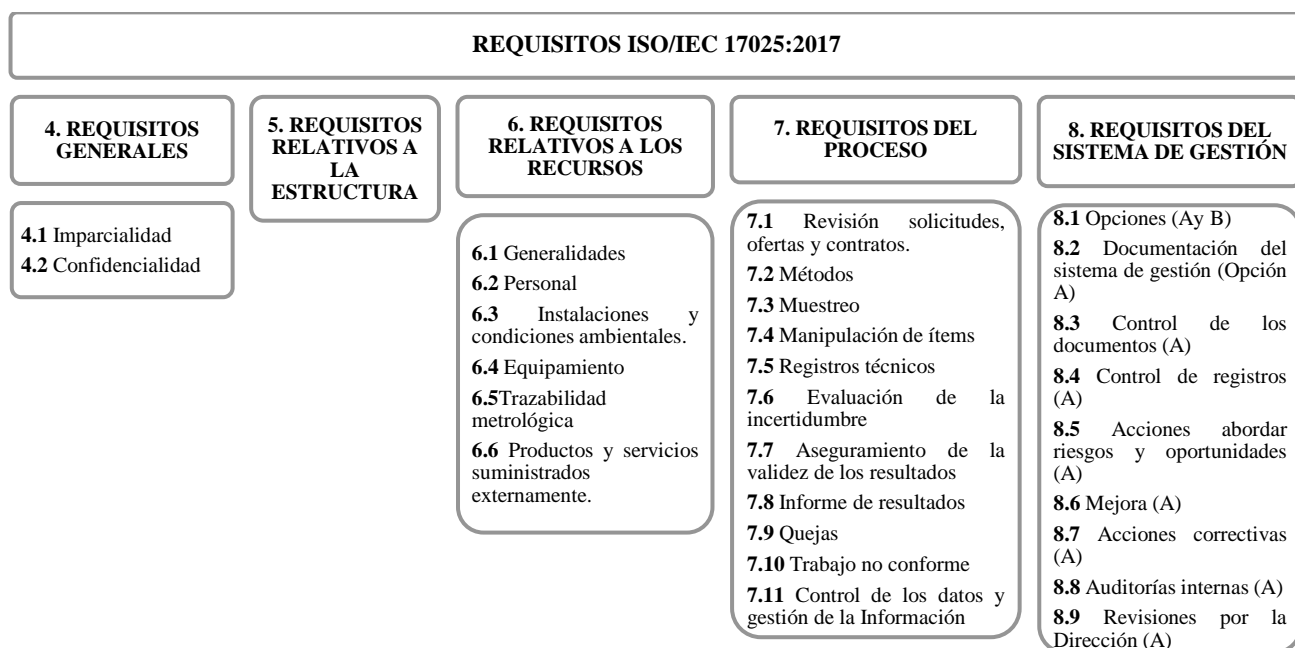 REQUISITOS ISO/IEC 17025:2017
4. REQUISITOS
GENERALES
4.1 Imparcialidad
4.2 Confidencialidad
5. REQUISITOS
RELATIVOS A
LA
ESTRUCTURA
6. REQUISITOS
RELATIVOS A LOS
RECURSOS
6.1 Generalidades
6.2 Personal
6.3 Instalaciones y
condiciones ambientales.
6.4 Equipamiento
6.5Trazabilidad
metrológica
6.6 Productos y servicios
suministrados
externamente.
7. REQUISITOS DEL
PROCESO
7.1 Revisión solicitudes,
ofertas y contratos.
7.2 Métodos
7.3 Muestreo
7.4 Manipulación de ítems
7.5 Registros técnicos
7.6 Evaluación de la
incertidumbre
7.7 Aseguramiento de la
validez de los resultados
7.8 Informe de resultados
7.9 Quejas
7.10 Trabajo no conforme
7.11 Control de los datos y
gestión de la Información
8. REQUISITOS DEL
SISTEMA DE GESTIÓN
8.1 Opciones (Ay B)
8.2 Documentación del
sistema de gestión (Opción
A)
8.3 Control de los
documentos (A)
8.4 Control de registros
(A)
8.5 Acciones abordar
riesgos y oportunidades
(A)
8.6 Mejora (A)
8.7 Acciones correctivas
(A)
8.8 Auditorías internas (A)
8.9 Revisiones por la
Dirección (A)